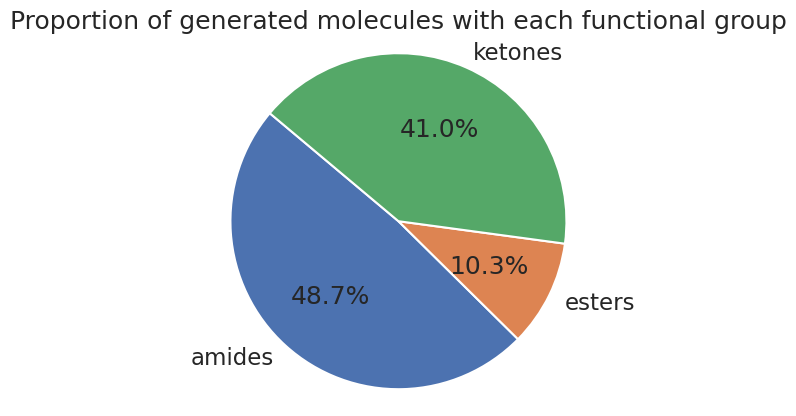 Proportion of generated molecules with each functional group
ketones
41.0%
10.3%
48.7%
esters
amides